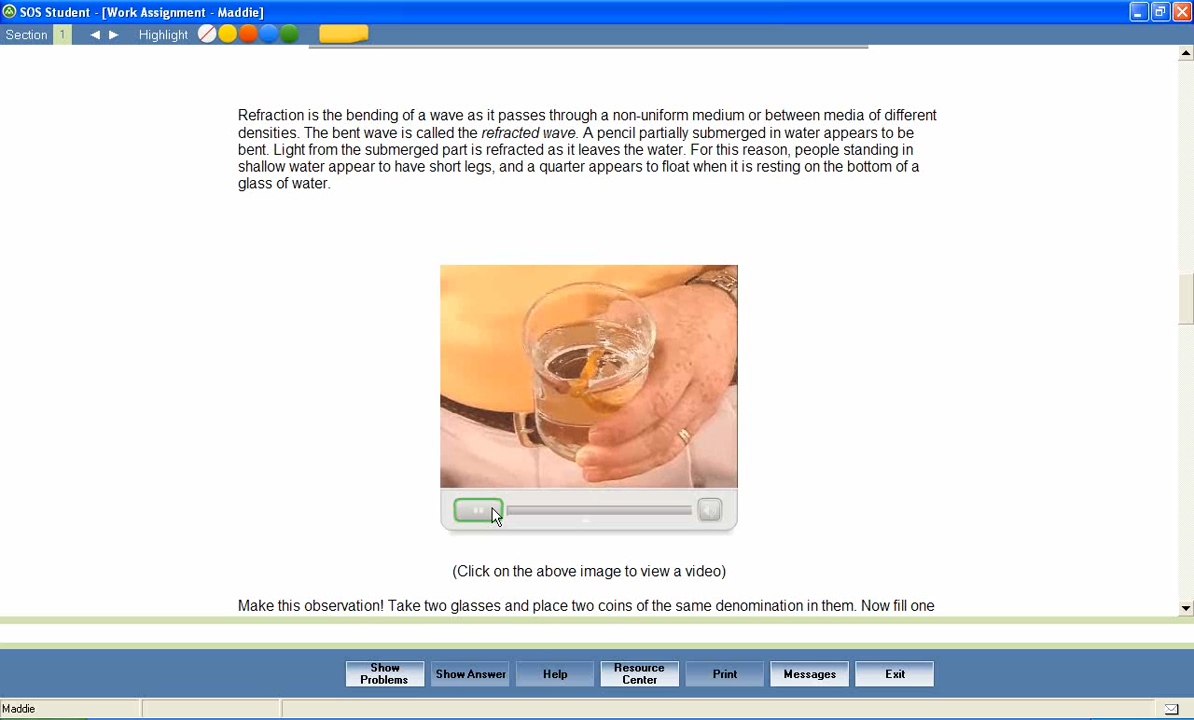 SOS Student - [Work Assignment - Maddie]
Section 1 Highlight
Refraction is the bending of a wave as it passes through a non-uniform medium or between media of different
densities. The bent wave is called the refracted wave. A pencil partially submerged in water appears to be
bent. Light from the submerged part is refracted as it leaves the water. For this reason, people standing in
shallow water appear to have short legs, and a quarter appears to float when it is resting on the bottom of a
glass of water.
(Click on the above image to view a video)
Make this observation! Take two glasses and place two coins of the same denomination in them. Now fill one
Show Problems Show Answer Help Resource Center Print Messages Exit
Maddie